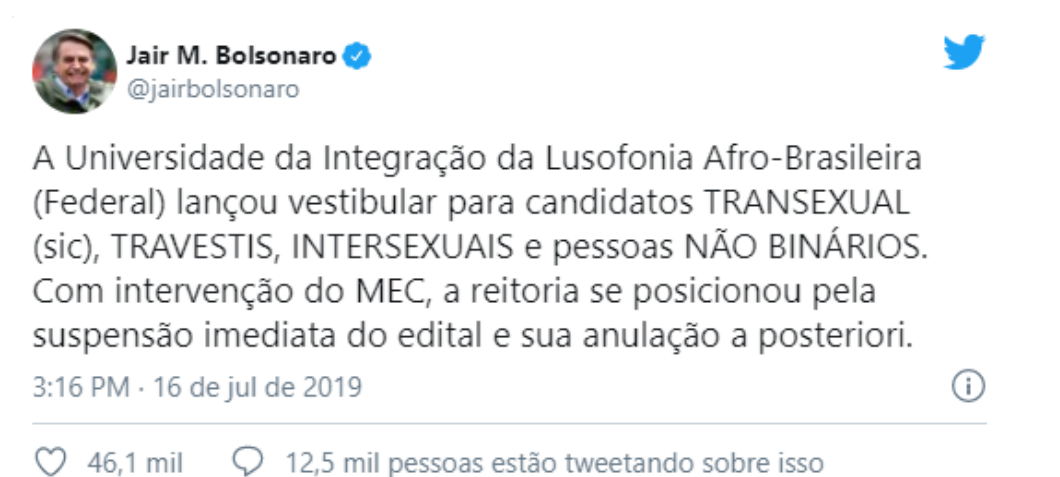 Jair M. Bolsonaro
@jairbolsonaro
A Universidade da Integração da Lusofonia Afro-Brasileira
(Federal) lançou vestibular para candidatos TRANSEXUAL
(sic), TRAVESTIS, INTERSEXUAIS e pessoas NÃO BINÁRIOS.
Com intervenção do MEC, a reitoria se posicionou pela
suspensão imediata do edital e sua anulação a posteriori.
3:16 PM · 16 de jul de 2019
46,1 mil 12,5 mil pessoas estão tweetando sobre isso